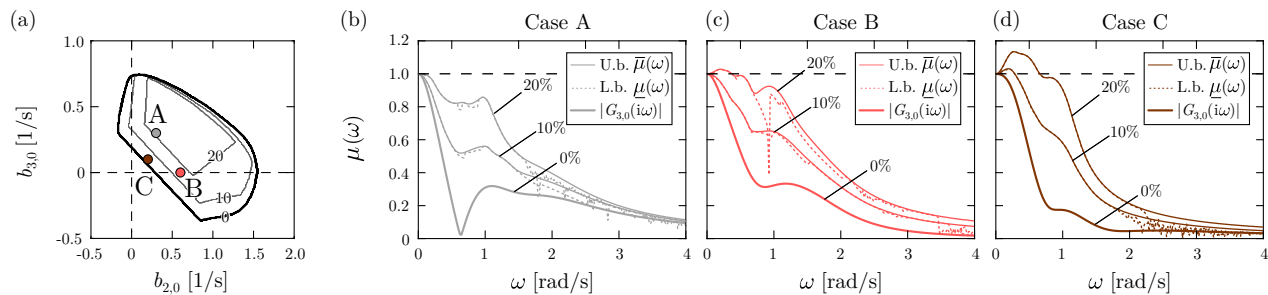 (a)
1.0
0.5
0
-0.5
b3,0 [1/s]
-0.5 0 0.5 1.0 1.5 2.0
b2,0 [1/s]
A
B
C
20
10
0
(b)
Case A
1.2
1.0
0.8
0.6
0.4
0.2
0
μ(ω)
0 1 2 3 4
ω [rad/s]
U.b. μ̅(ω)
L.b. μ̲(ω)
|G3,0(iω)|
20%
10%
0%
(c)
Case B
0 1 2 3 4
ω [rad/s]
U.b. μ̅(ω)
L.b. μ̲(ω)
|G3,0(iω)|
20%
10%
0%
(d)
Case C
0 1 2 3 4
ω [rad/s]
U.b. μ̅(ω)
L.b. μ̲(ω)
|G3,0(iω)|
20%
10%
0%